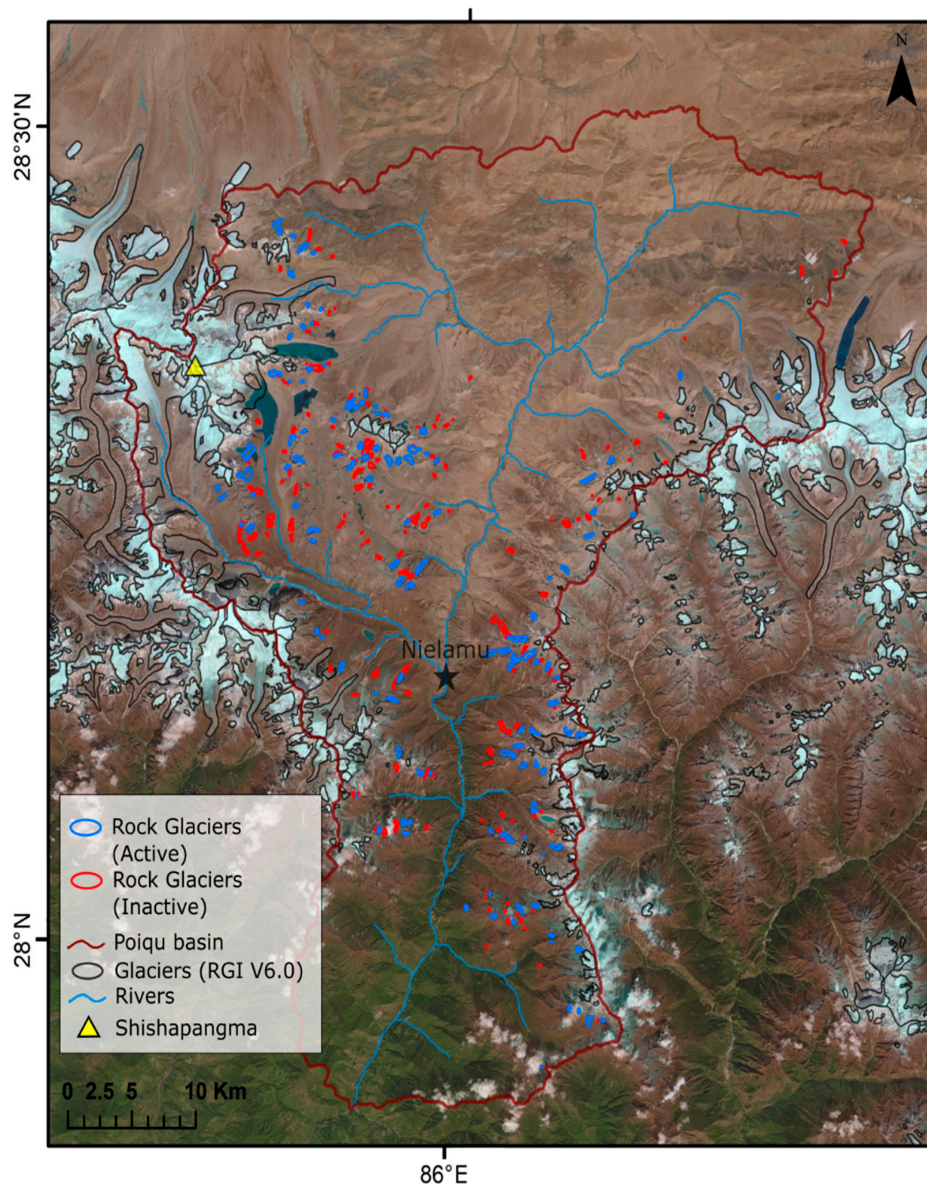 N
28°30'N
Nielamu
Rock Glaciers
(Active)
Rock Glaciers
(Inactive)
Poiqu basin
Glaciers (RGI V6.0)
Rivers
Shishapangma
28°N
0 2.5 5 10 Km
86°E